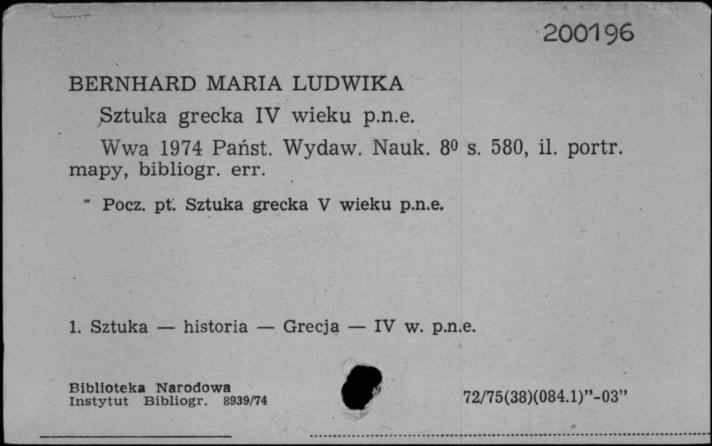 200196
BERNHARD MARIA LUDWIKA
Sztuka grecka IV wieku p.n.e.
Wwa 1974 Państ. Wydaw. Nauk. 8⁰ s. 580, il. portr.
mapy, bibliogr. err.
Pocz. pt. Sztuka grecka V wieku p.n.e.
1. Sztuka — historia — Grecja — IV w. p.n.e.
Biblioteka Narodowa
Instytut Bibliogr. 8939/74
72/75(38)(084.1)”-03”